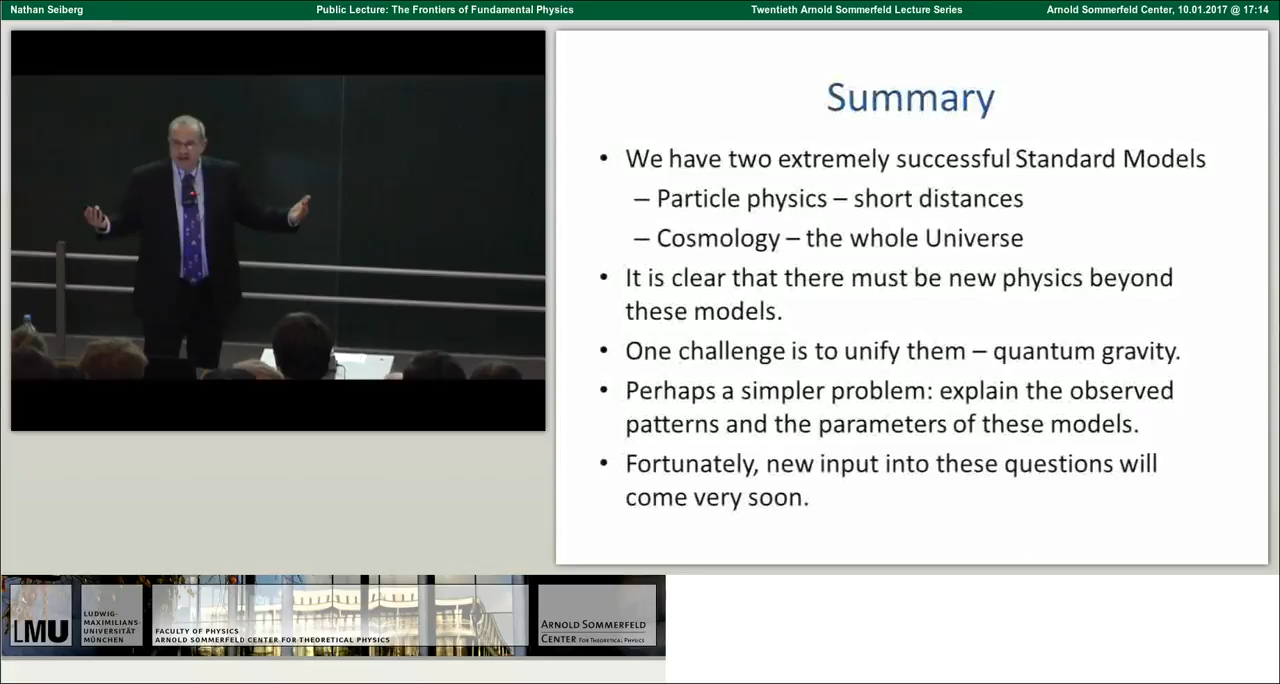 Nathan Seiberg
Public Lecture: The Frontiers of Fundamental Physics
Twentieth Arnold Sommerfeld Lecture Series
Arnold Sommerfeld Center, 10.01.2017 @ 17:14
Summary
• We have two extremely successful Standard Models
– Particle physics – short distances
– Cosmology – the whole Universe
• It is clear that there must be new physics beyond
these models.
• One challenge is to unify them – quantum gravity.
• Perhaps a simpler problem: explain the observed
patterns and the parameters of these models.
• Fortunately, new input into these questions will
come very soon.
LMU
LUDWIG-
MAXIMILIANS-
UNIVERSITÄT
MÜNCHEN
FACULTY OF PHYSICS
ARNOLD SOMMERFELD CENTER FOR THEORETICAL PHYSICS
ARNOLD SOMMERFELD
CENTER FOR THEORETICAL PHYSICS